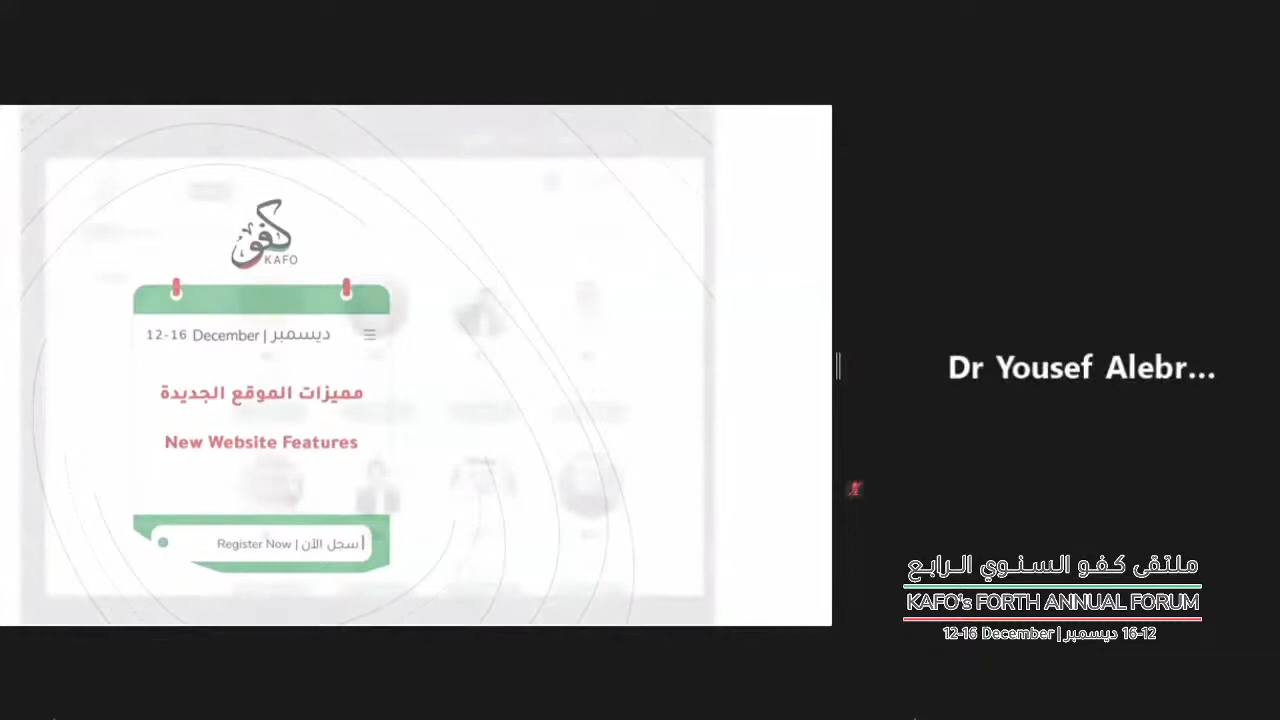 كفو
KAFO
12-16 December | ديسمبر
مميزات الموقع الجديدة
New Website Features
Register Now | سجل الآن
Dr Yousef Alebr...
ملتقى كفو السنوي الرابع
KAFO's FORTH ANNUAL FORUM
12-16 December | ديسمبر 16-12